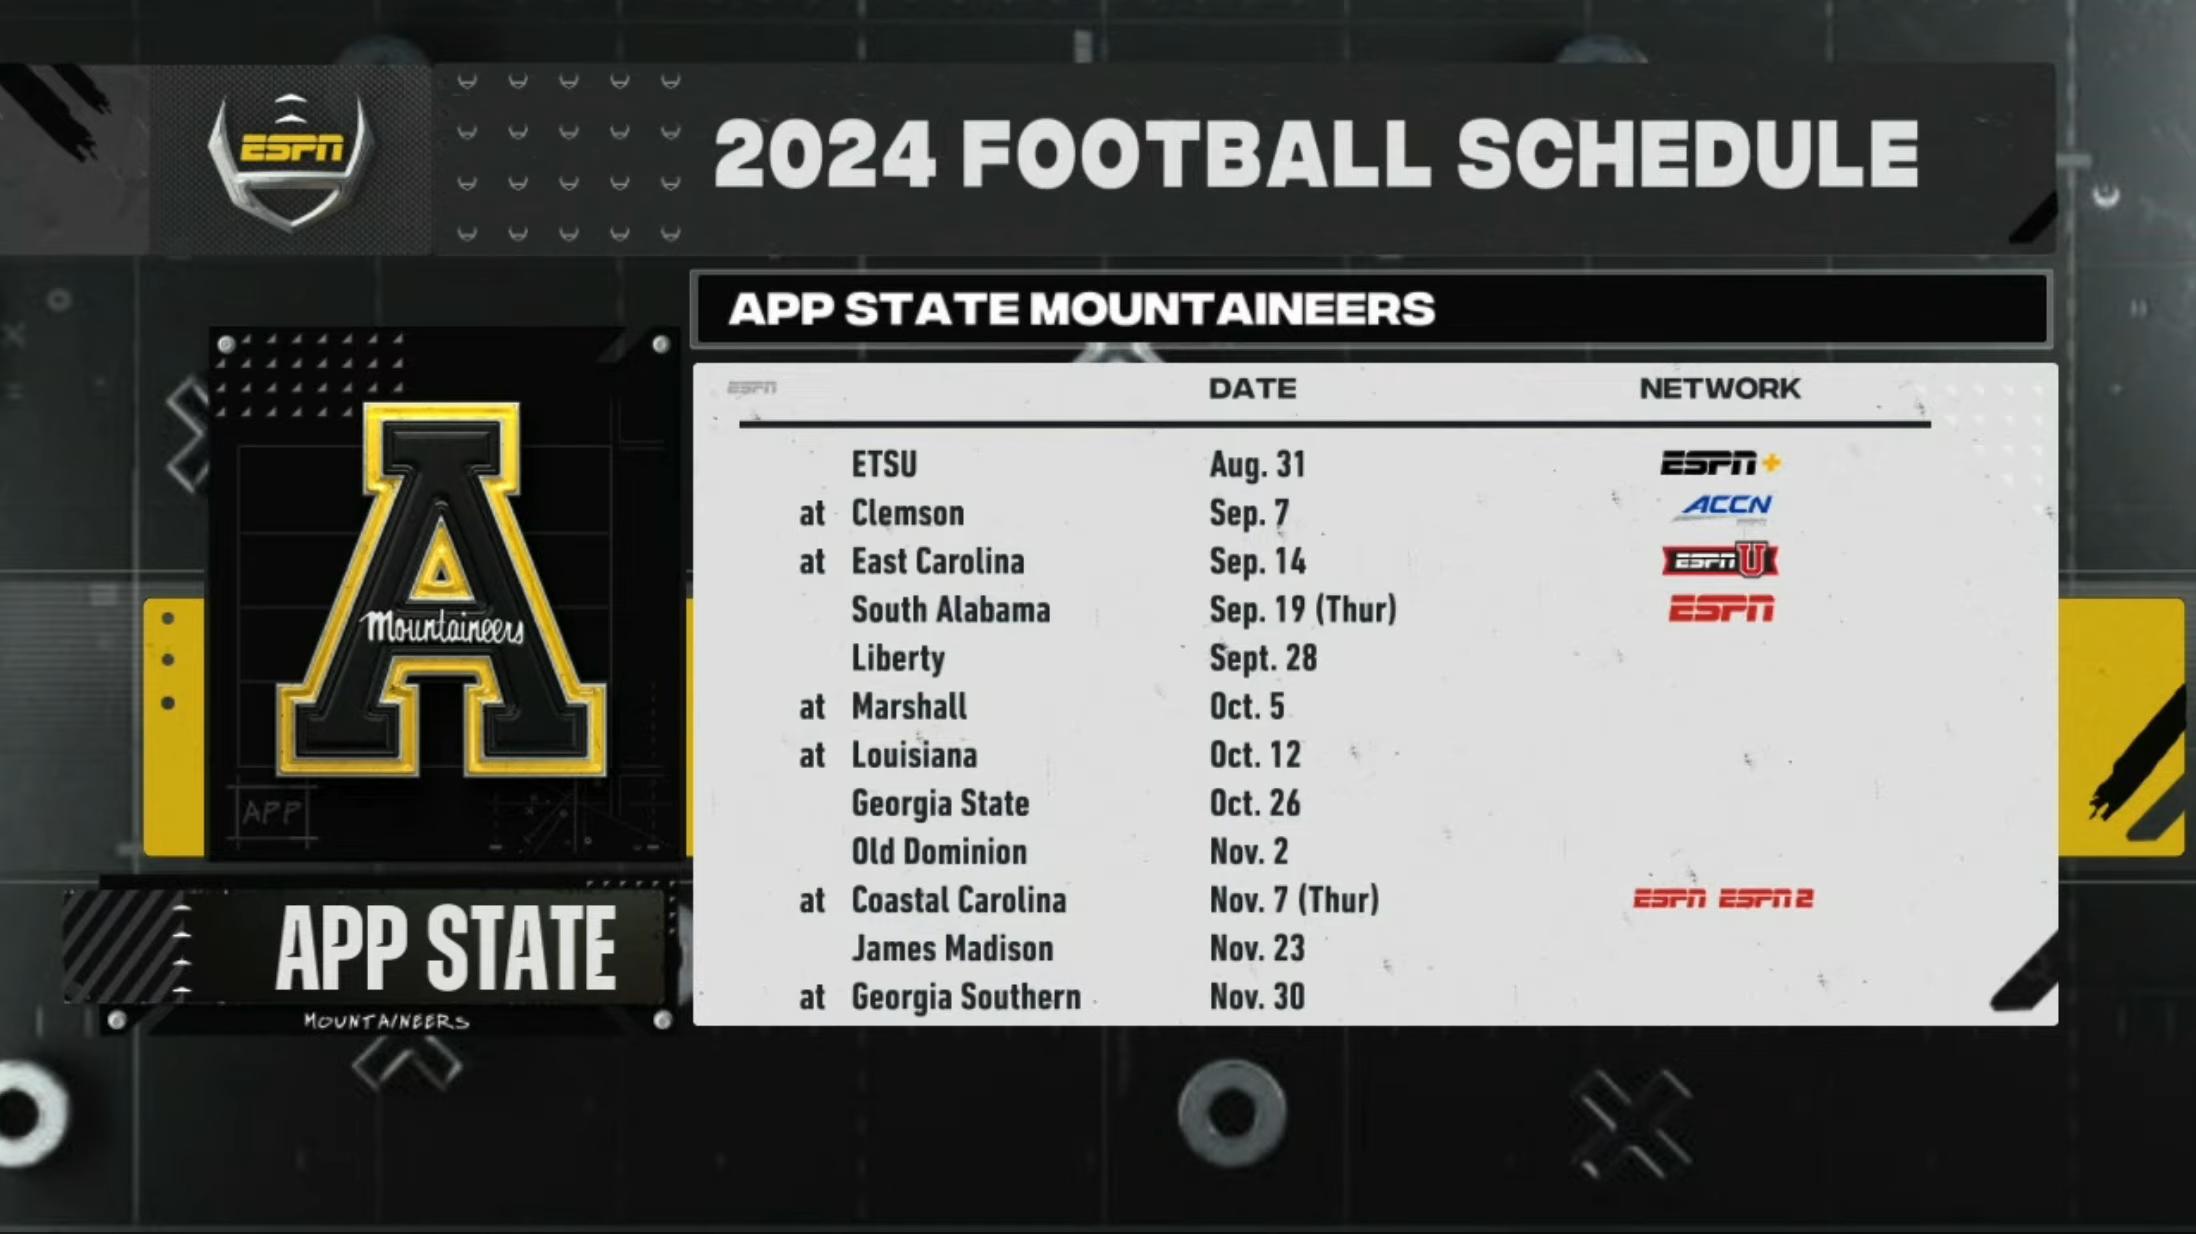 ESPN
2024 FOOTBALL SCHEDULE
APP STATE MOUNTAINEERS
ESPN DATE NETWORK
ETSU Aug. 31 ESPN+
at Clemson Sep. 7 ACCN ESPN
at East Carolina Sep. 14 ESPNU
South Alabama Sep. 19 (Thur) ESPN
Liberty Sept. 28
at Marshall Oct. 5
at Louisiana Oct. 12
Georgia State Oct. 26
Old Dominion Nov. 2
at Coastal Carolina Nov. 7 (Thur) ESPN ESPN2
James Madison Nov. 23
at Georgia Southern Nov. 30
A
Mountaineers
APP
APP STATE
MOUNTAINEERS